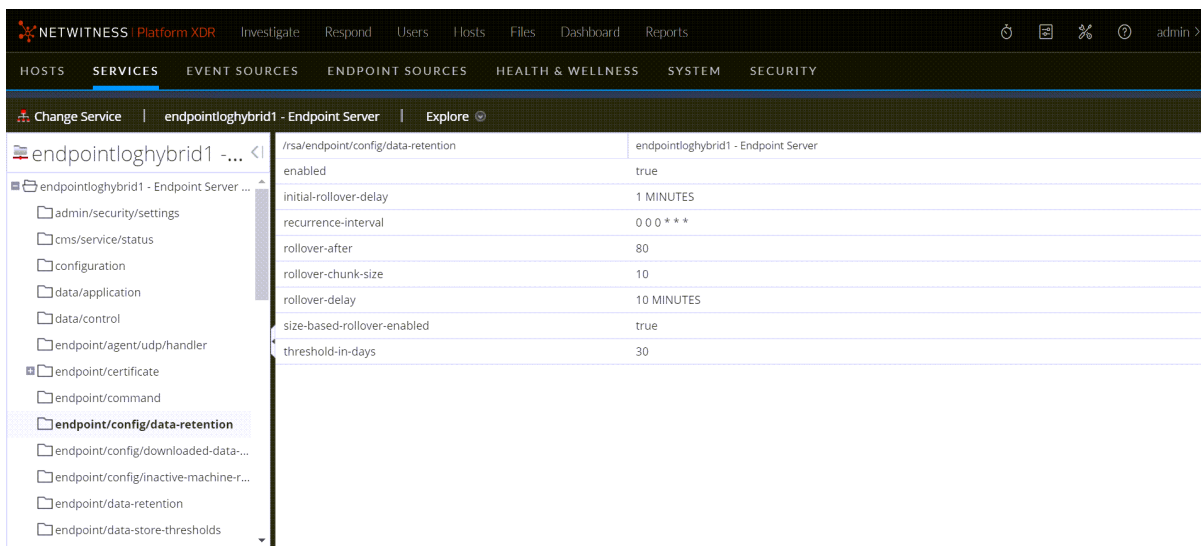 NETWITNESS | Platform XDR Investigate Respond Users Hosts Files Dashboard Reports admin >
HOSTS SERVICES EVENT SOURCES ENDPOINT SOURCES HEALTH & WELLNESS SYSTEM SECURITY
Change Service | endpointloghybrid1 - Endpoint Server | Explore
endpointloghybrid1 -...
endpointloghybrid1 - Endpoint Server ...
admin/security/settings
cms/service/status
configuration
data/application
data/control
endpoint/agent/udp/handler
endpoint/certificate
endpoint/command
endpoint/config/data-retention
endpoint/config/downloaded-data-...
endpoint/config/inactive-machine-r...
endpoint/data-retention
endpoint/data-store-thresholds
/rsa/endpoint/config/data-retention endpointloghybrid1 - Endpoint Server
enabled true
initial-rollover-delay 1 MINUTES
recurrence-interval 0 0 0 * * *
rollover-after 80
rollover-chunk-size 10
rollover-delay 10 MINUTES
size-based-rollover-enabled true
threshold-in-days 30